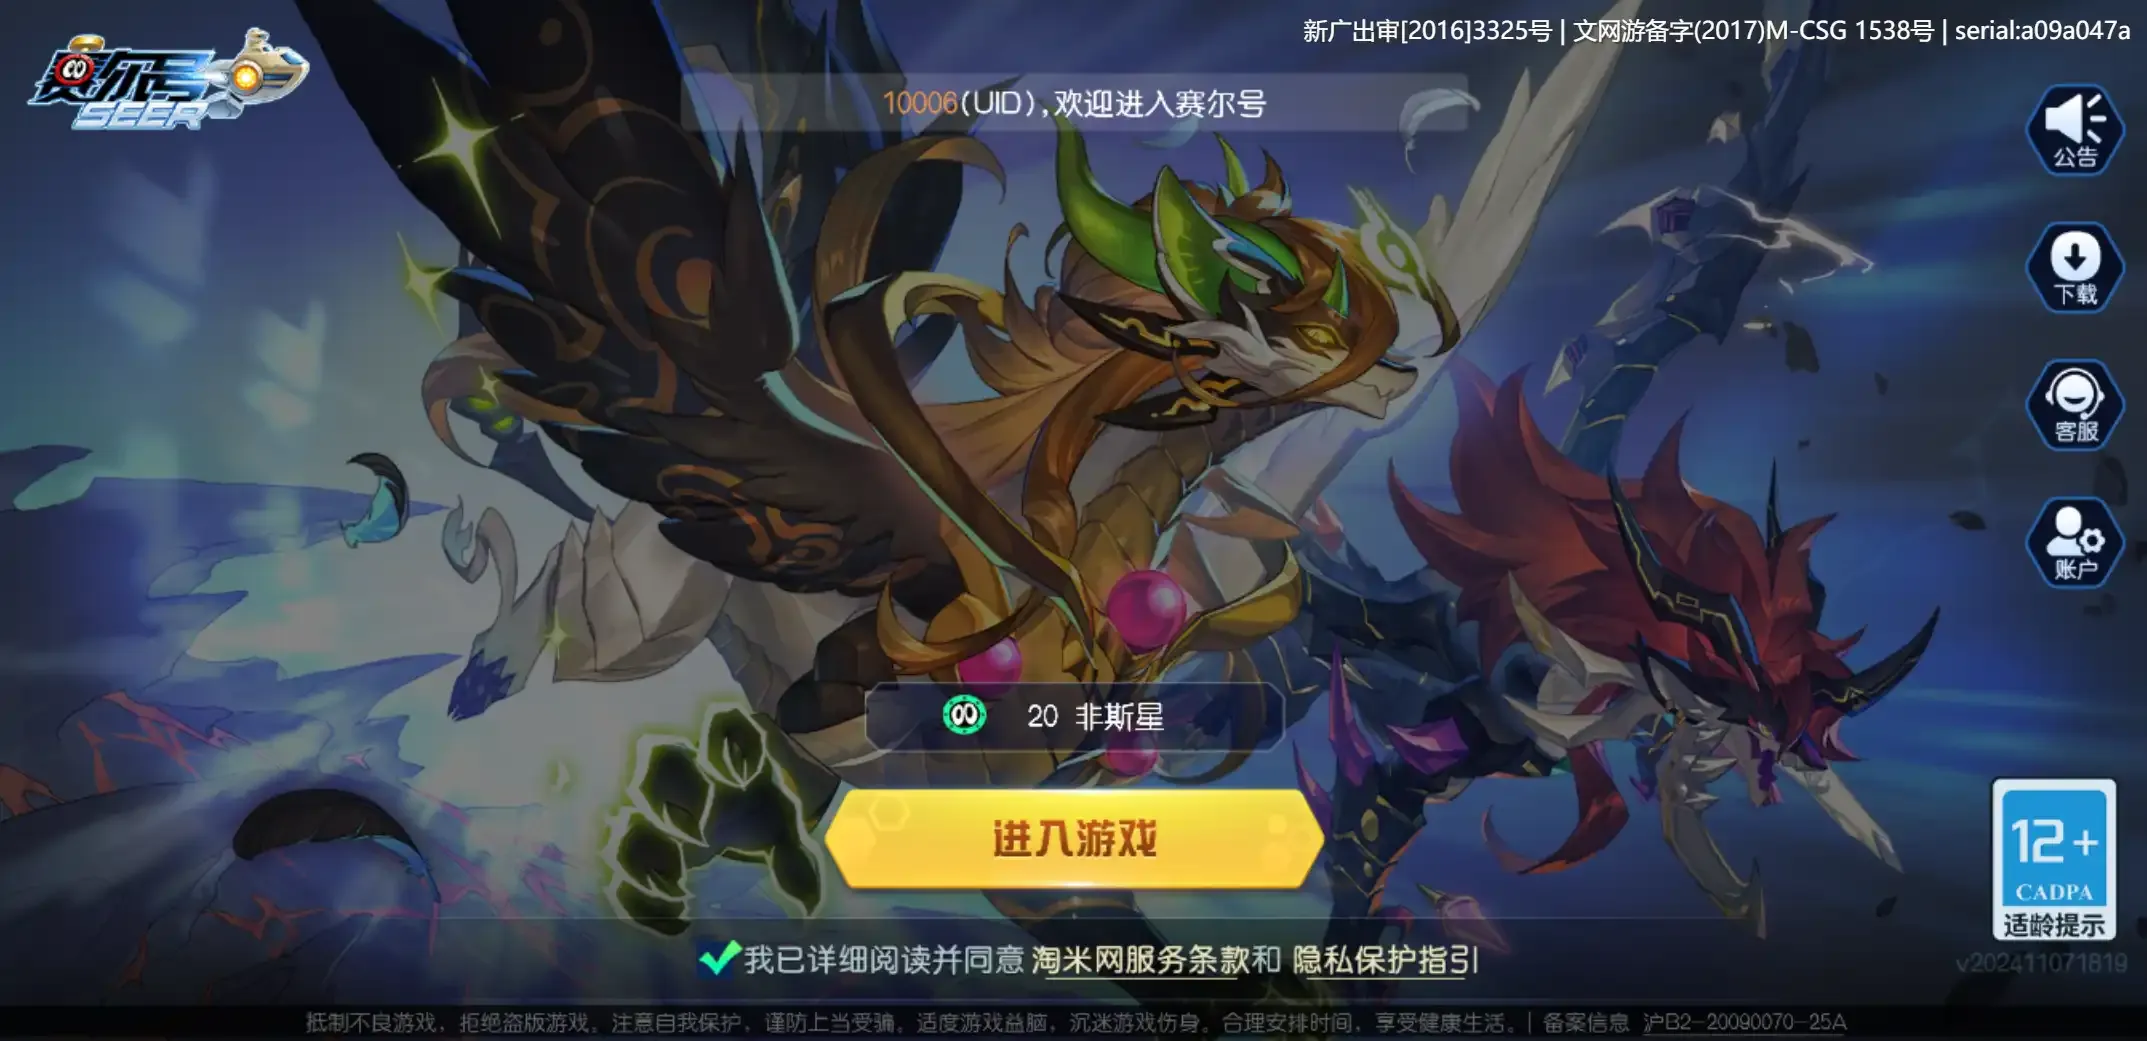 新广出审[2016]3325号 | 文网游备字(2017)M-CSG 1538号 | serial:a09a047a
赛尔号
SEER
10006(UID),欢迎进入赛尔号
公告
下载
客服
账户
20 非斯星
进入游戏
12+
CADPA
适龄提示
我已详细阅读并同意 淘米网服务条款和 隐私保护指引
v202411071819
抵制不良游戏，拒绝盗版游戏。注意自我保护，谨防上当受骗。适度游戏益脑，沉迷游戏伤身。合理安排时间，享受健康生活。 | 备案信息 沪B2-20090070-25A